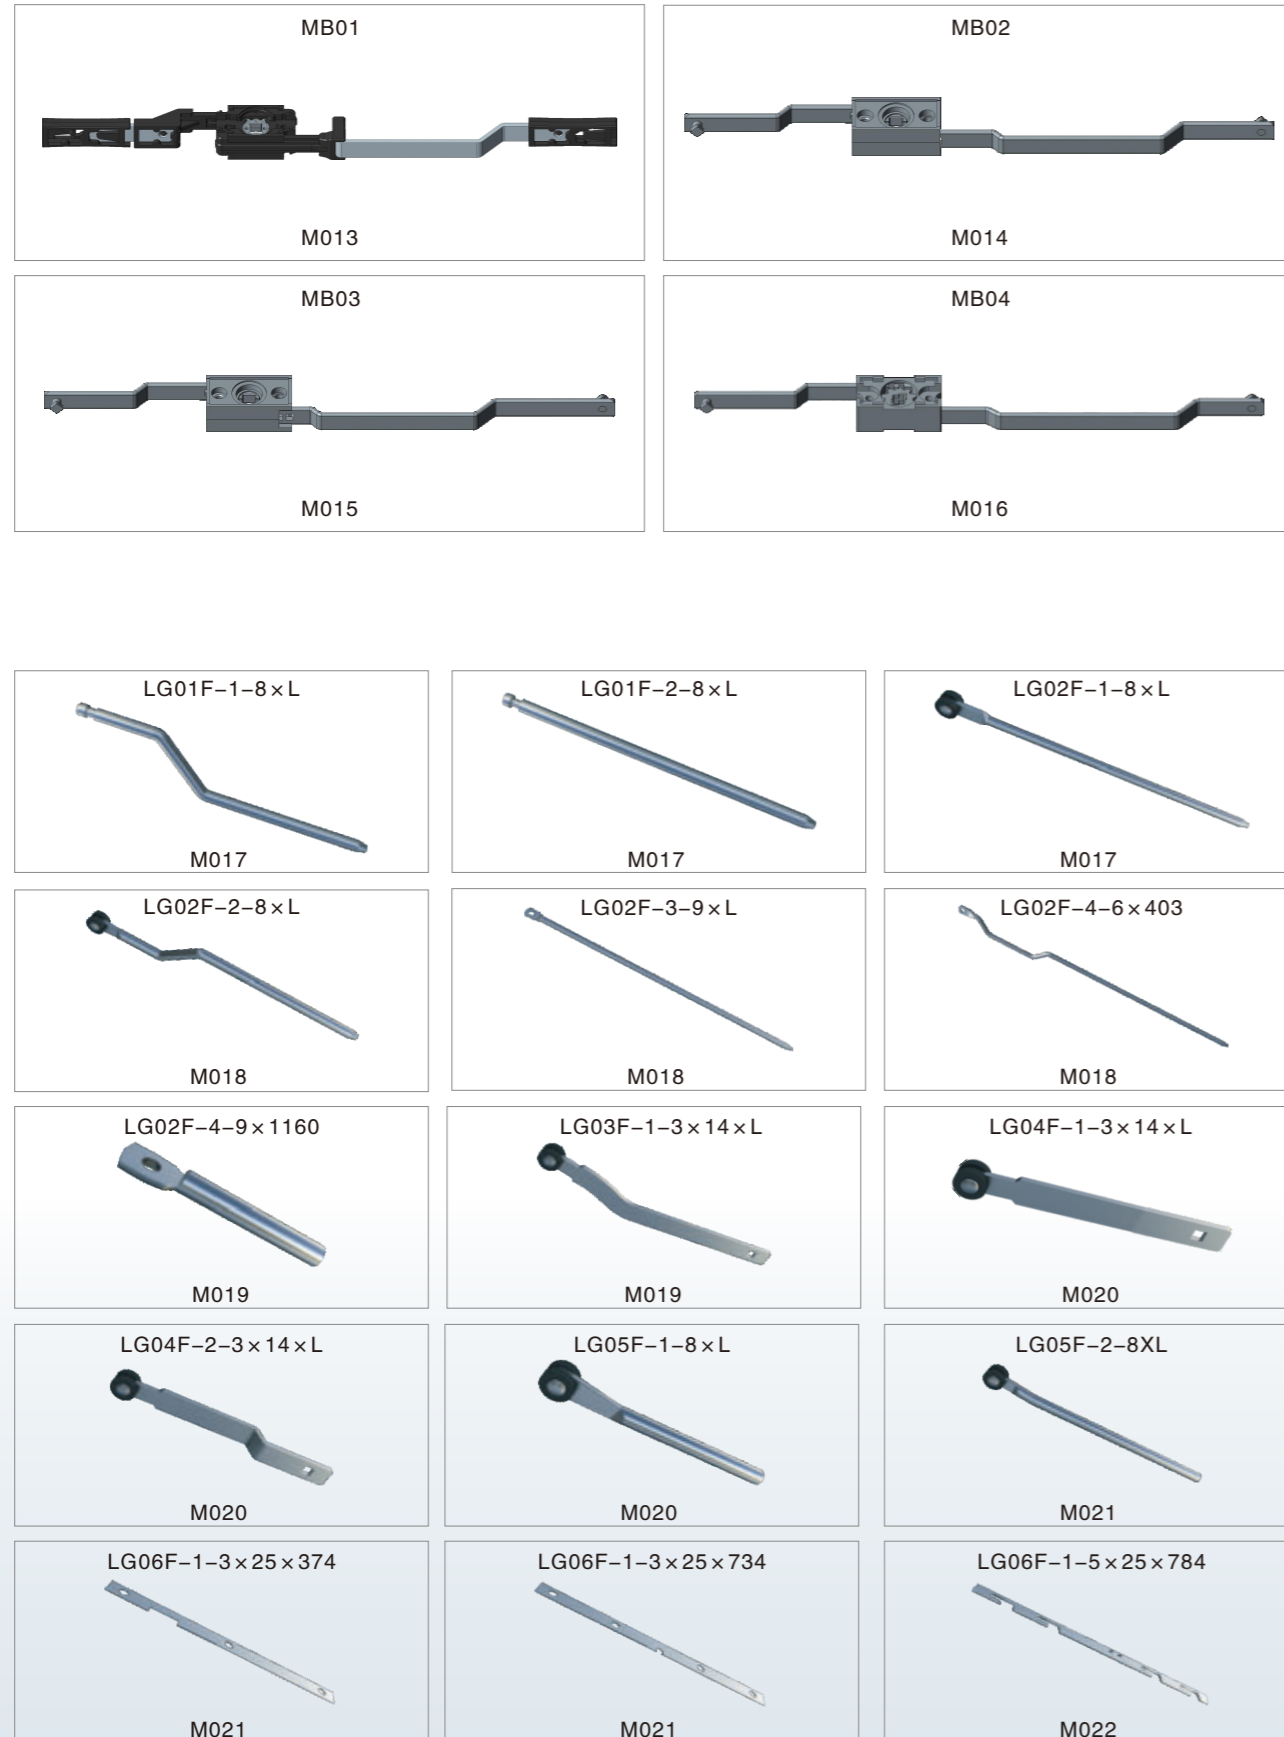 MB01
MB02
M013
M014
MB03
MB04
M015
M016
LG01F-1-8×L
LG01F-2-8×L
LG02F-1-8×L
M017
M017
M017
LG02F-2-8×L
LG02F-3-9×L
LG02F-4-6×403
M018
M018
M018
LG02F-4-9×1160
LG03F-1-3×14×L
LG04F-1-3×14×L
M019
M019
M020
LG04F-2-3×14×L
LG05F-1-8×L
LG05F-2-8XL
M020
M020
M021
LG06F-1-3×25×374
LG06F-1-3×25×734
LG06F-1-5×25×784
M021
M021
M022